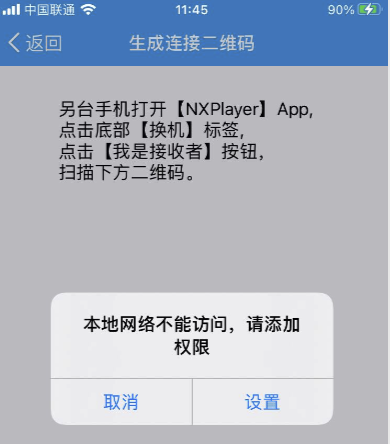 中国联通 11:45 90%
返回 生成连接二维码
另台手机打开【NXPlayer】App,
点击底部【换机】标签,
点击【我是接收者】按钮,
扫描下方二维码。
本地网络不能访问，请添加
权限
取消 设置